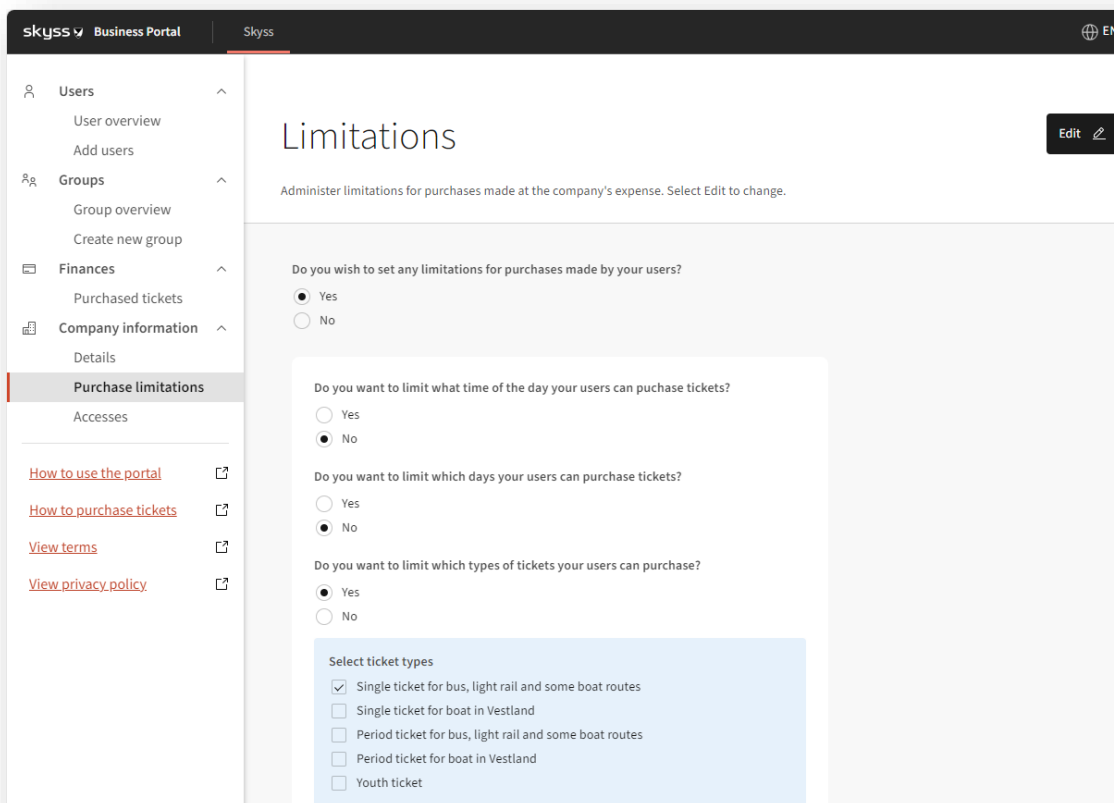 skyss Business Portal
Skyss
EN
Users
User overview
Add users
Groups
Group overview
Create new group
Finances
Purchased tickets
Company information
Details
Purchase limitations
Accesses
How to use the portal
How to purchase tickets
View terms
View privacy policy
Limitations
Edit
Administer limitations for purchases made at the company's expense. Select Edit to change.
Do you wish to set any limitations for purchases made by your users?
Yes
No
Do you want to limit what time of the day your users can puchase tickets?
Yes
No
Do you want to limit which days your users can purchase tickets?
Yes
No
Do you want to limit which types of tickets your users can purchase?
Yes
No
Select ticket types
Single ticket for bus, light rail and some boat routes
Single ticket for boat in Vestland
Period ticket for bus, light rail and some boat routes
Period ticket for boat in Vestland
Youth ticket